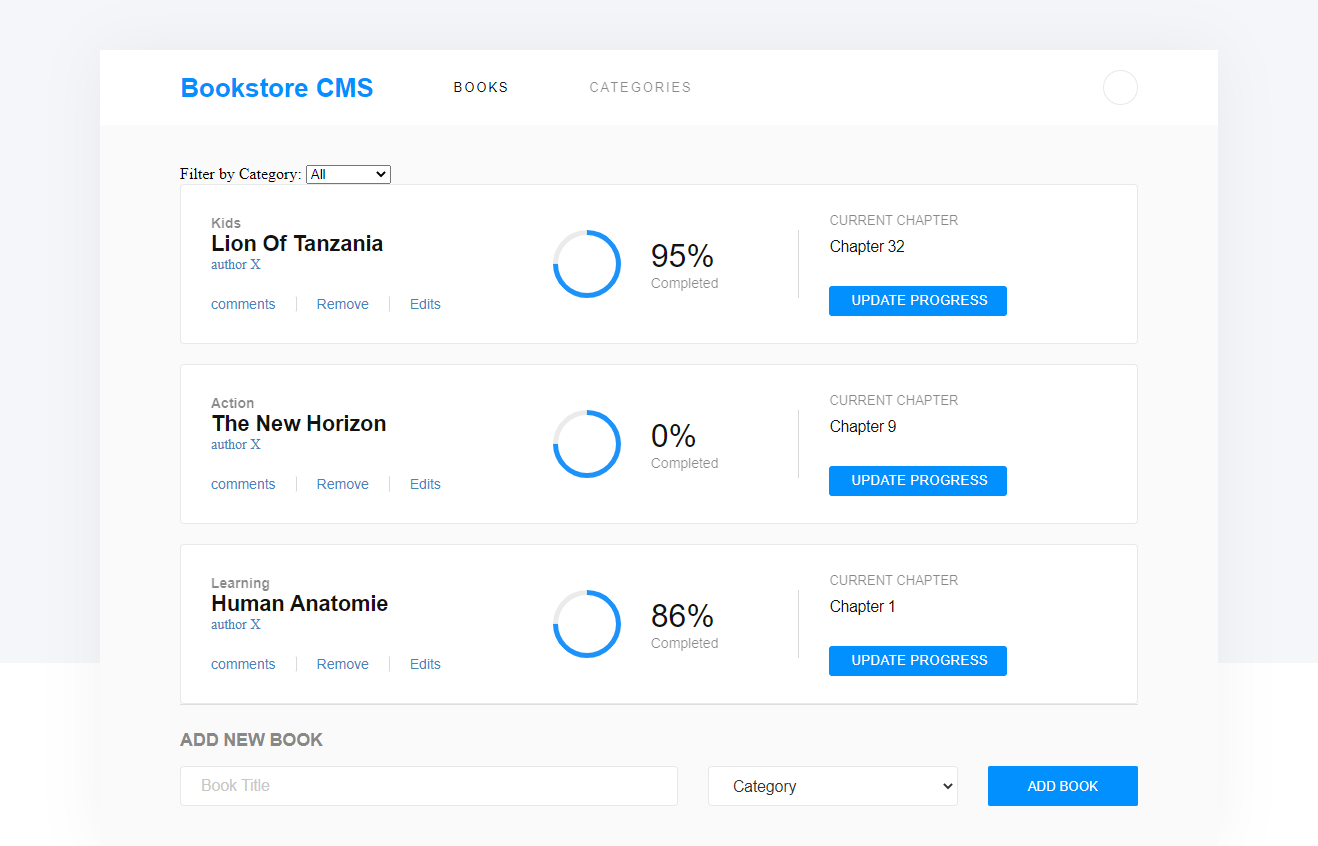 Bookstore CMS BOOKS CATEGORIES
Filter by Category: All
Kids
Lion Of Tanzania
author X
comments Remove Edits
95%
Completed
CURRENT CHAPTER
Chapter 32
UPDATE PROGRESS
Action
The New Horizon
author X
comments Remove Edits
0%
Completed
CURRENT CHAPTER
Chapter 9
UPDATE PROGRESS
Learning
Human Anatomie
author X
comments Remove Edits
86%
Completed
CURRENT CHAPTER
Chapter 1
UPDATE PROGRESS
ADD NEW BOOK
Book Title Category ADD BOOK